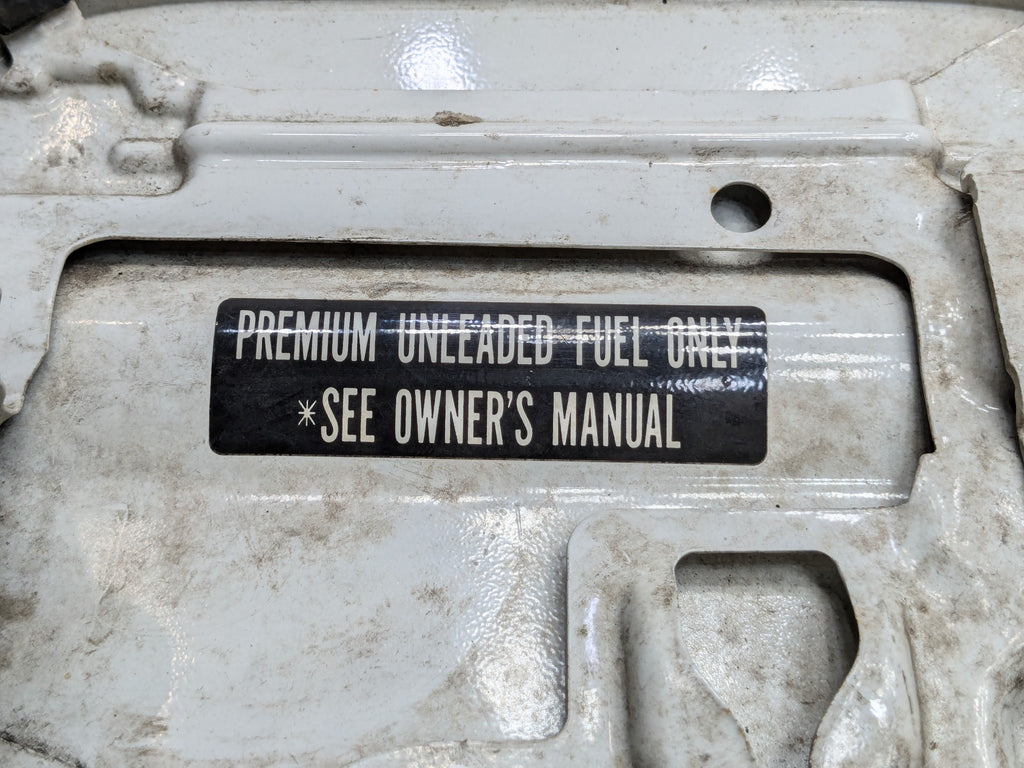 PREMIUM UNLEADED FUEL ONLY
*SEE OWNER'S MANUAL